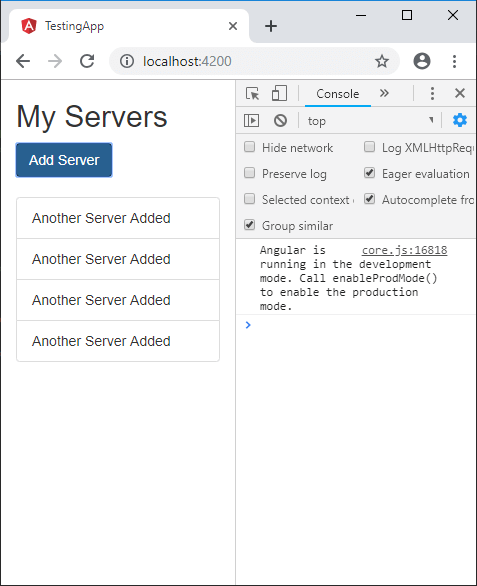 TestingApp
localhost:4200
My Servers
Add Server
Another Server Added
Another Server Added
Another Server Added
Another Server Added
Console
top
Hide network
Log XMLHttpRequ
Preserve log
Eager evaluation
Selected context
Autocomplete fro
Group similar
Angular is core.js:16818
running in the development
mode. Call enableProdMode()
to enable the production
mode.